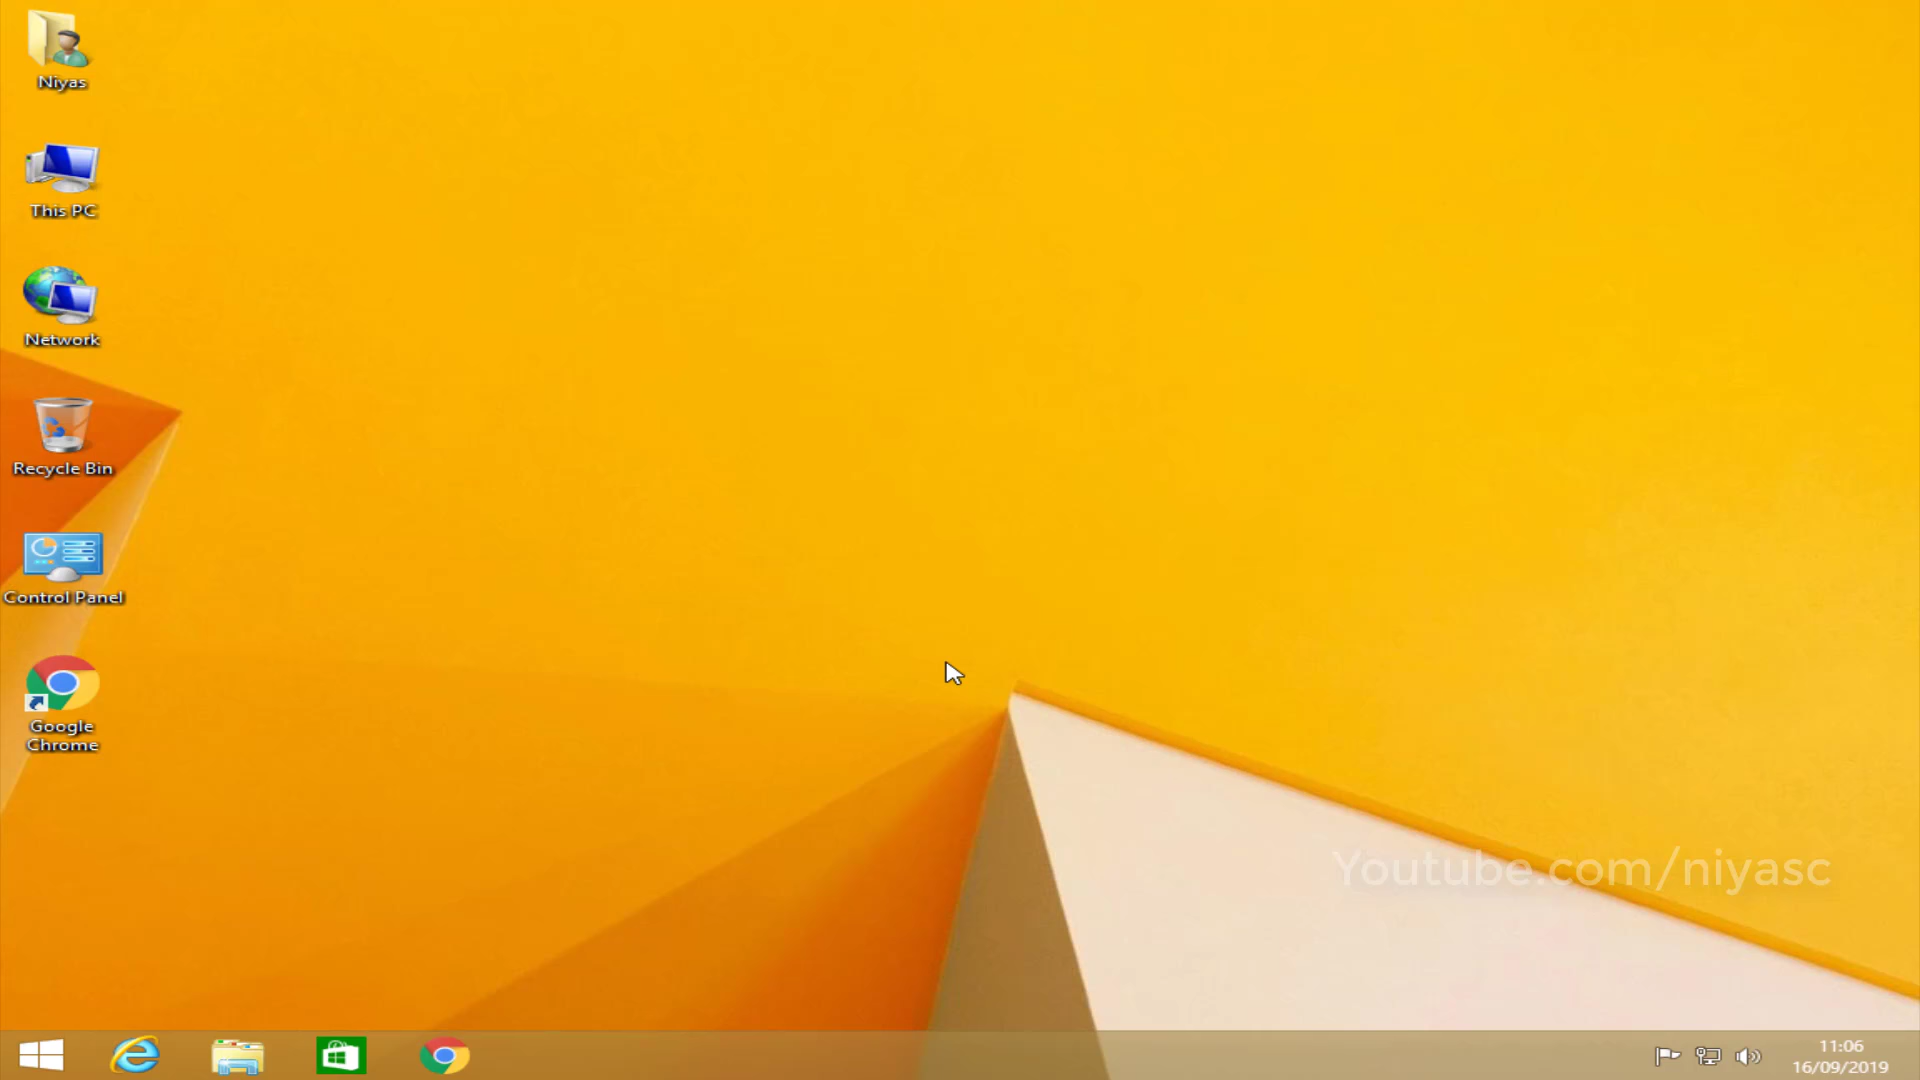 Niyas
This PC
Network
Recycle Bin
Control Panel
Google
Chrome
Youtube.com/niyasc
11:06
16/09/2019